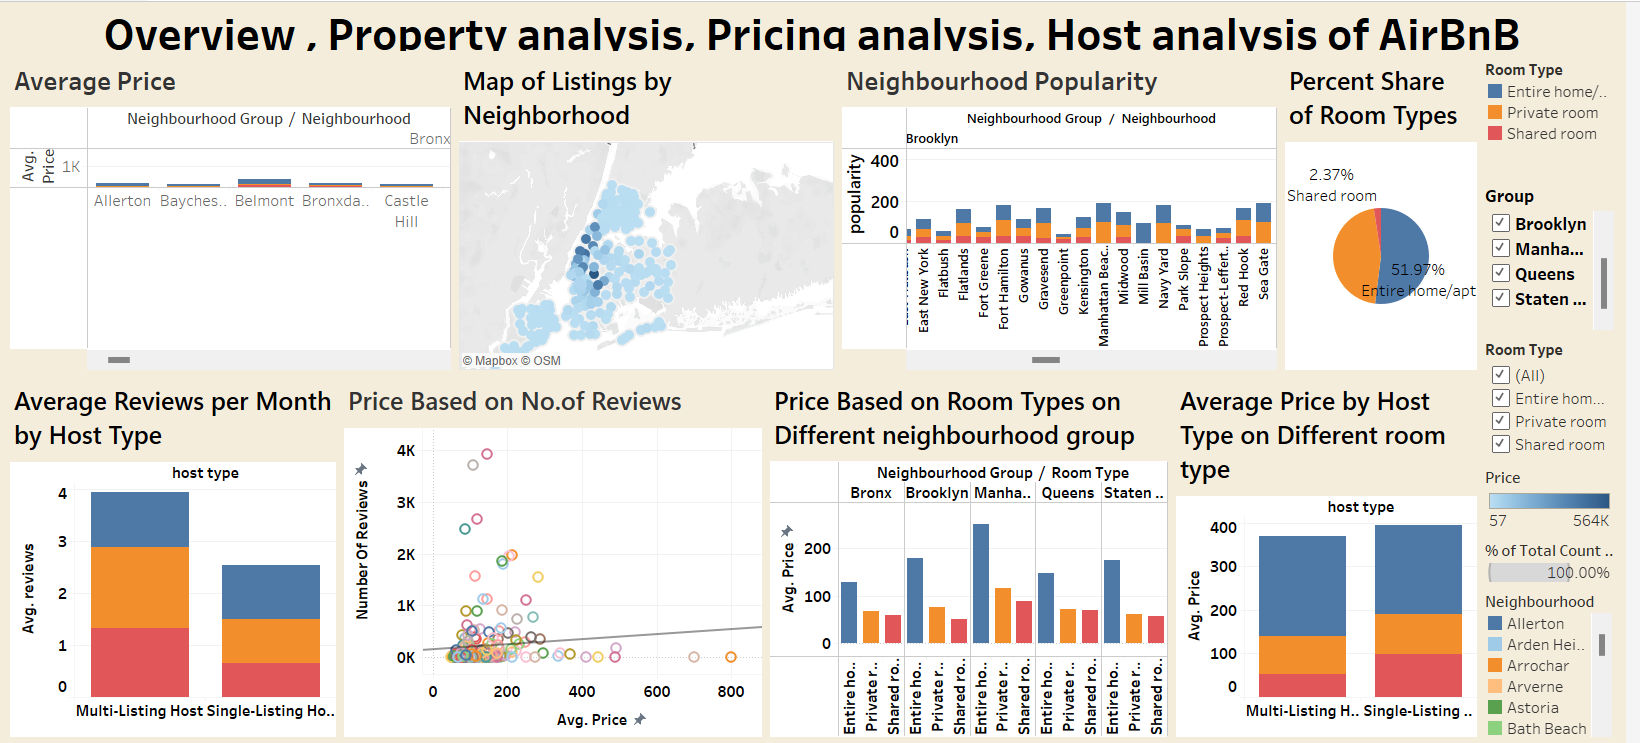 Overview , Property analysis, Pricing analysis, Host analysis of AirBnB
Average Price
Neighbourhood Group / Neighbourhood
Bronx
Avg.
Price
1K
Allerton
Bayches..
Belmont
Bronxda..
Castle
Hill
Map of Listings by
Neighborhood
© Mapbox © OSM
Neighbourhood Popularity
Neighbourhood Group / Neighbourhood
Brooklyn
popularity
400
200
0
East New York
Flatbush
Flatlands
Fort Greene
Fort Hamilton
Gowanus
Gravesend
Greenpoint
Kensington
Manhattan Beac..
Midwood
Mill Basin
Navy Yard
Park Slope
Prospect Heights
Prospect-Leffert..
Red Hook
Sea Gate
Percent Share
of Room Types
2.37%
Shared room
51.97%
Entire home/apt
Room Type
Entire home/..
Private room
Shared room
Group
Brooklyn
Manha...
Queens
Staten ...
Room Type
(All)
Entire hom...
Private room
Shared room
Price
57
564K
% of Total Count ..
100.00%
Neighbourhood
Allerton
Arden Hei..
Arrochar
Arverne
Astoria
Bath Beach
Average Reviews per Month
by Host Type
host type
Avg. reviews
4
3
2
1
0
Multi-Listing Host
Single-Listing Ho..
Price Based on No.of Reviews
Number Of Reviews
4K
3K
2K
1K
0K
0
200
400
600
800
Avg. Price
Price Based on Room Types on
Different neighbourhood group
Neighbourhood Group / Room Type
Bronx
Brooklyn
Manha..
Queens
Staten ..
Avg. Price
200
100
0
Entire ho..
Private r..
Shared ro..
Entire ho..
Private r..
Shared ro..
Entire ho..
Private r..
Shared ro..
Entire ho..
Private r..
Shared ro..
Entire ho..
Private r..
Shared ro..
Average Price by Host
Type on Different room
type
host type
Avg. Price
400
300
200
100
0
Multi-Listing H..
Single-Listing ..